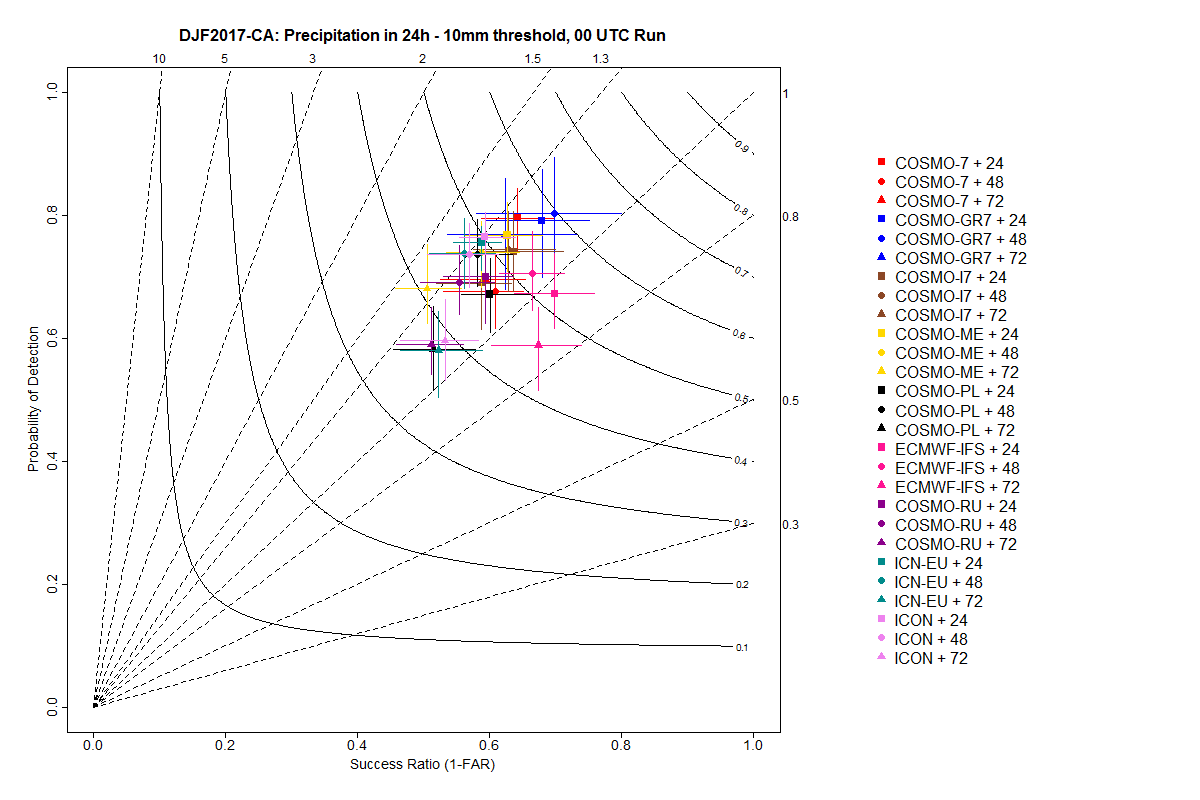 DJF2017-CA: Precipitation in 24h - 10mm threshold, 00 UTC Run
10 5 3 2 1.5 1.3
1
0.8
0.5
0.3
0.9
0.8
0.7
0.6
0.5
0.4
0.3
0.2
0.1
1.0
0.8
0.6
0.4
0.2
0.0
Probability of Detection
0.0 0.2 0.4 0.6 0.8 1.0
Success Ratio (1-FAR)
COSMO-7 + 24
COSMO-7 + 48
COSMO-7 + 72
COSMO-GR7 + 24
COSMO-GR7 + 48
COSMO-GR7 + 72
COSMO-I7 + 24
COSMO-I7 + 48
COSMO-I7 + 72
COSMO-ME + 24
COSMO-ME + 48
COSMO-ME + 72
COSMO-PL + 24
COSMO-PL + 48
COSMO-PL + 72
ECMWF-IFS + 24
ECMWF-IFS + 48
ECMWF-IFS + 72
COSMO-RU + 24
COSMO-RU + 48
COSMO-RU + 72
ICN-EU + 24
ICN-EU + 48
ICN-EU + 72
ICON + 24
ICON + 48
ICON + 72